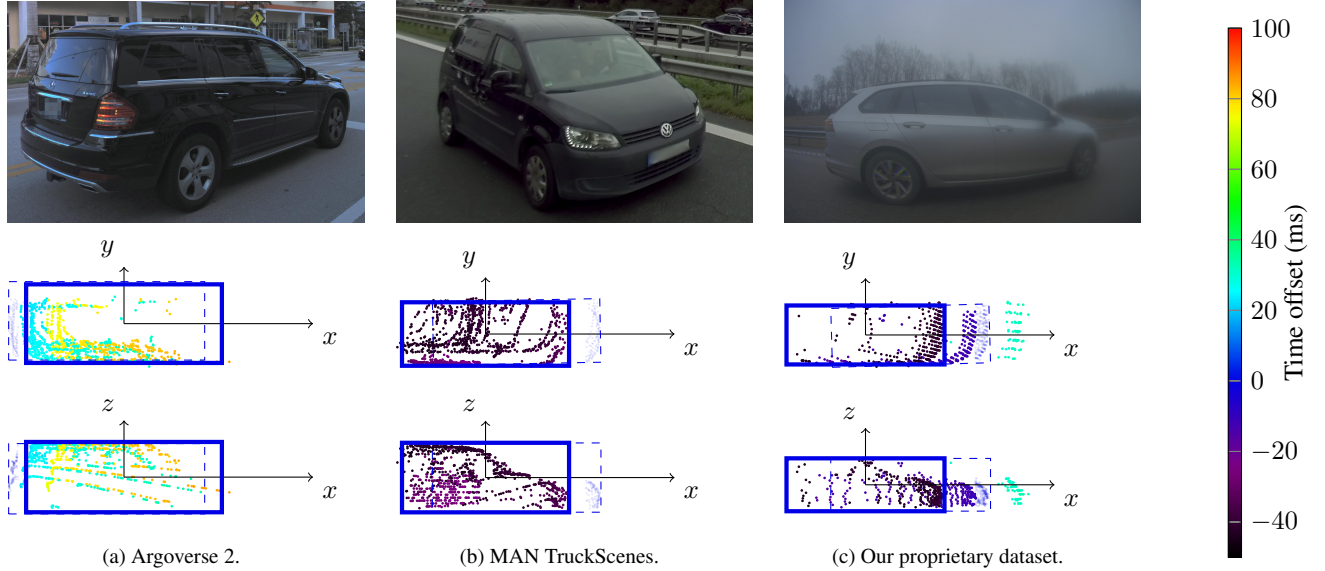 y
x
z
x
(a) Argoverse 2.
y
x
z
x
(b) MAN TruckScenes.
y
x
z
x
(c) Our proprietary dataset.
100
80
60
40
20
0
−20
−40
Time offset (ms)